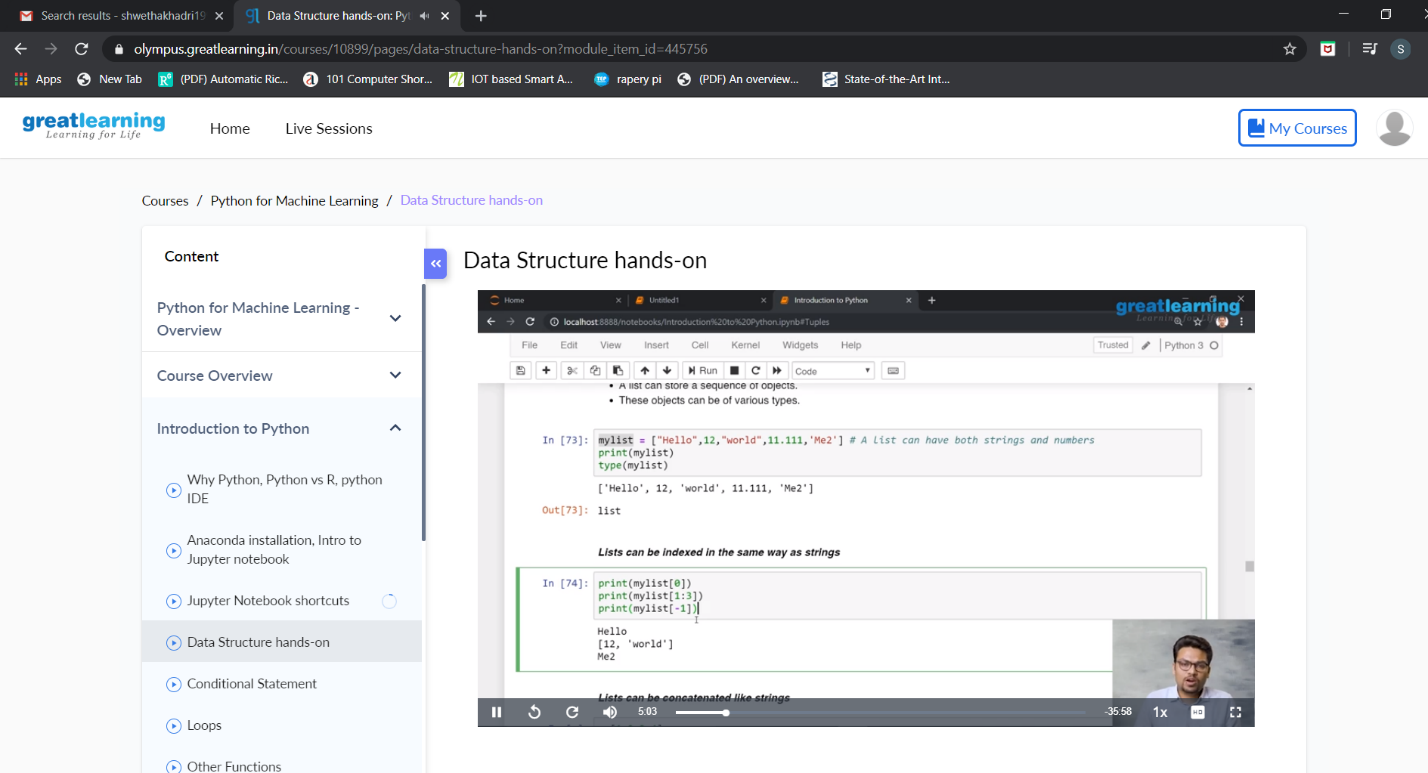 Search results - shwethakhadri19
Data Structure hands-on: Pyt
olympus.greatlearning.in/courses/10899/pages/data-structure-hands-on?module_item_id=445756
S
Apps
New Tab
(PDF) Automatic Ric...
101 Computer Shor...
IOT based Smart A...
rapery pi
(PDF) An overview...
State-of-the-Art Int...
greatlearning
Learning for Life
Home
Live Sessions
My Courses
Courses / Python for Machine Learning / Data Structure hands-on
Content
Python for Machine Learning -
Overview
Course Overview
Introduction to Python
Why Python, Python vs R, python
IDE
Anaconda installation, Intro to
Jupyter notebook
Jupyter Notebook shortcuts
Data Structure hands-on
Conditional Statement
Loops
Other Functions
Data Structure hands-on
Home
Untitled1
Introduction to Python
greatlearning
localhost:8888/notebooks/Introduction%20to%20Python.ipynb#Tuples
File Edit View Insert Cell Kernel Widgets Help
Trusted
Python 3
Run
Code
• A list can store a sequence of objects.
• These objects can be of various types.
In [73]: mylist = ["Hello",12,"world",11.111,'Me2'] # A list can have both strings and numbers
print(mylist)
type(mylist)
['Hello', 12, 'world', 11.111, 'Me2']
Out[73]: list
Lists can be indexed in the same way as strings
In [74]: print(mylist[0])
print(mylist[1:3])
print(mylist[-1])
Hello
[12, 'world']
Me2
Lists can be concatenated like strings
5:03
-35:58
1x
HD